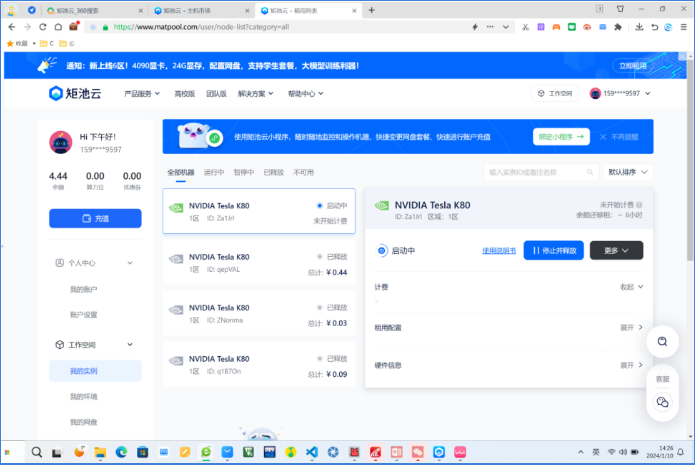 矩池云_360搜索
矩池云 - 主机市场
矩池云 - 租用列表
https://www.matpool.com/user/node-list?category=all
收藏
通知：新上线6区！4090显卡，24G显存，配置网盘，支持学生套餐，大模型训练利器！
立即租用
矩池云
产品服务
高校版
团队版
解决方案
帮助中心
工作空间
159****9597
Hi 下午好！
159****9597
4.44
0.00
0.00
余额
算力豆
优惠券
充值
个人中心
我的账户
账户设置
工作空间
我的实例
我的环境
我的网盘
使用矩池云小程序，随时随地监控和操作机器，快捷变更网盘套餐，快速进行账户充值
绑定小程序
不再提醒
全部机器
运行中
暂停中
已释放
不可用
输入实例ID或备注名称
默认排序
NVIDIA Tesla K80
启动中
1区
未开始计费
NVIDIA Tesla K80
已释放
1区 ID: qepVAL
总计: ¥ 0.44
NVIDIA Tesla K80
已释放
1区 ID: ZNonma
总计: ¥ 0.03
NVIDIA Tesla K80
已释放
1区 ID: q187On
总计: ¥ 0.09
NVIDIA Tesla K80
未开始计费
区域: 1区
余额还够租: ~ 8小时
启动中
使用说明书
停止并释放
更多
计费
收起
-
租用配置
展开
硬件信息
展开
客服
英
14:26
2024/1/10